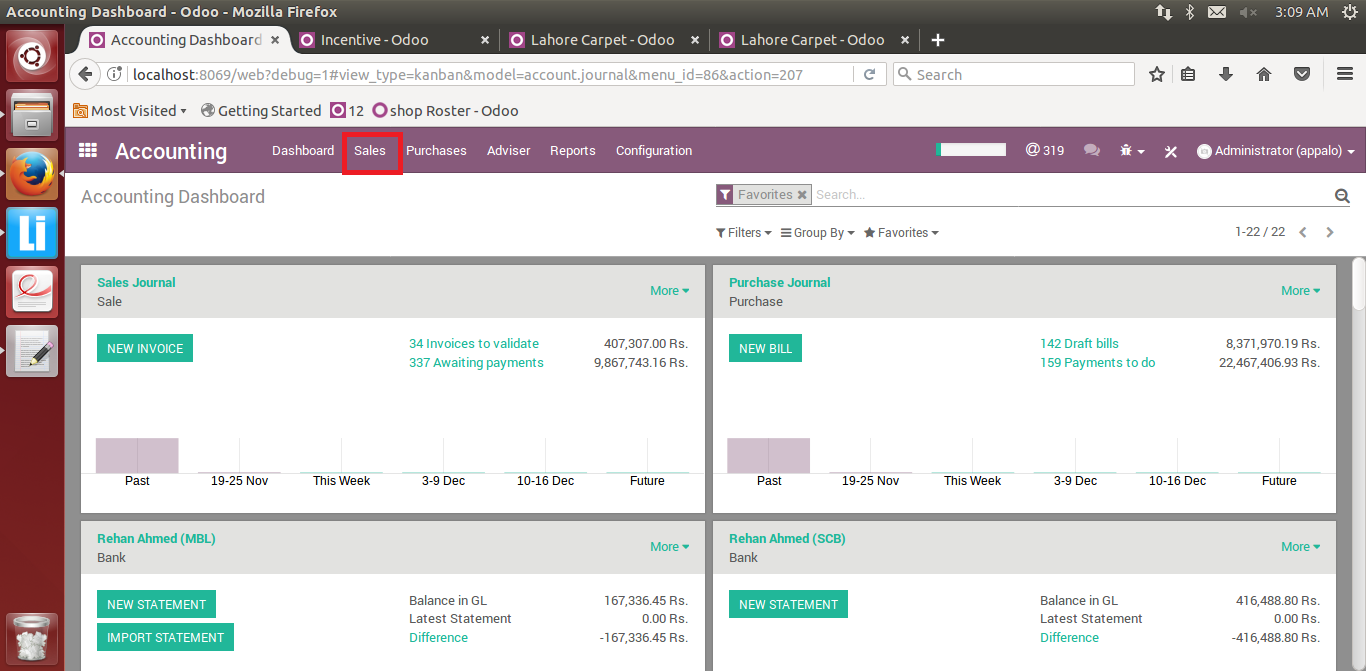 Accounting Dashboard - Odoo - Mozilla Firefox
3:09 AM
Accounting Dashboard
Incentive - Odoo
Lahore Carpet - Odoo
Lahore Carpet - Odoo
localhost:8069/web?debug=1#view_type=kanban&model=account.journal&menu_id=86&action=207
Search
Most Visited
Getting Started
12
shop Roster - Odoo
Accounting
Dashboard
Sales
Purchases
Adviser
Reports
Configuration
@ 319
Administrator (appalo)
Accounting Dashboard
Favorites
Search...
Filters
Group By
Favorites
1-22 / 22
Sales Journal
Sale
More
NEW INVOICE
34 Invoices to validate 407,307.00 Rs.
337 Awaiting payments 9,867,743.16 Rs.
Past 19-25 Nov This Week 3-9 Dec 10-16 Dec Future
Purchase Journal
Purchase
More
NEW BILL
142 Draft bills 8,371,970.19 Rs.
159 Payments to do 22,467,406.93 Rs.
Past 19-25 Nov This Week 3-9 Dec 10-16 Dec Future
Rehan Ahmed (MBL)
Bank
More
NEW STATEMENT
IMPORT STATEMENT
Balance in GL 167,336.45 Rs.
Latest Statement 0.00 Rs.
Difference -167,336.45 Rs.
Rehan Ahmed (SCB)
Bank
More
NEW STATEMENT
Balance in GL 416,488.80 Rs.
Latest Statement 0.00 Rs.
Difference -416,488.80 Rs.